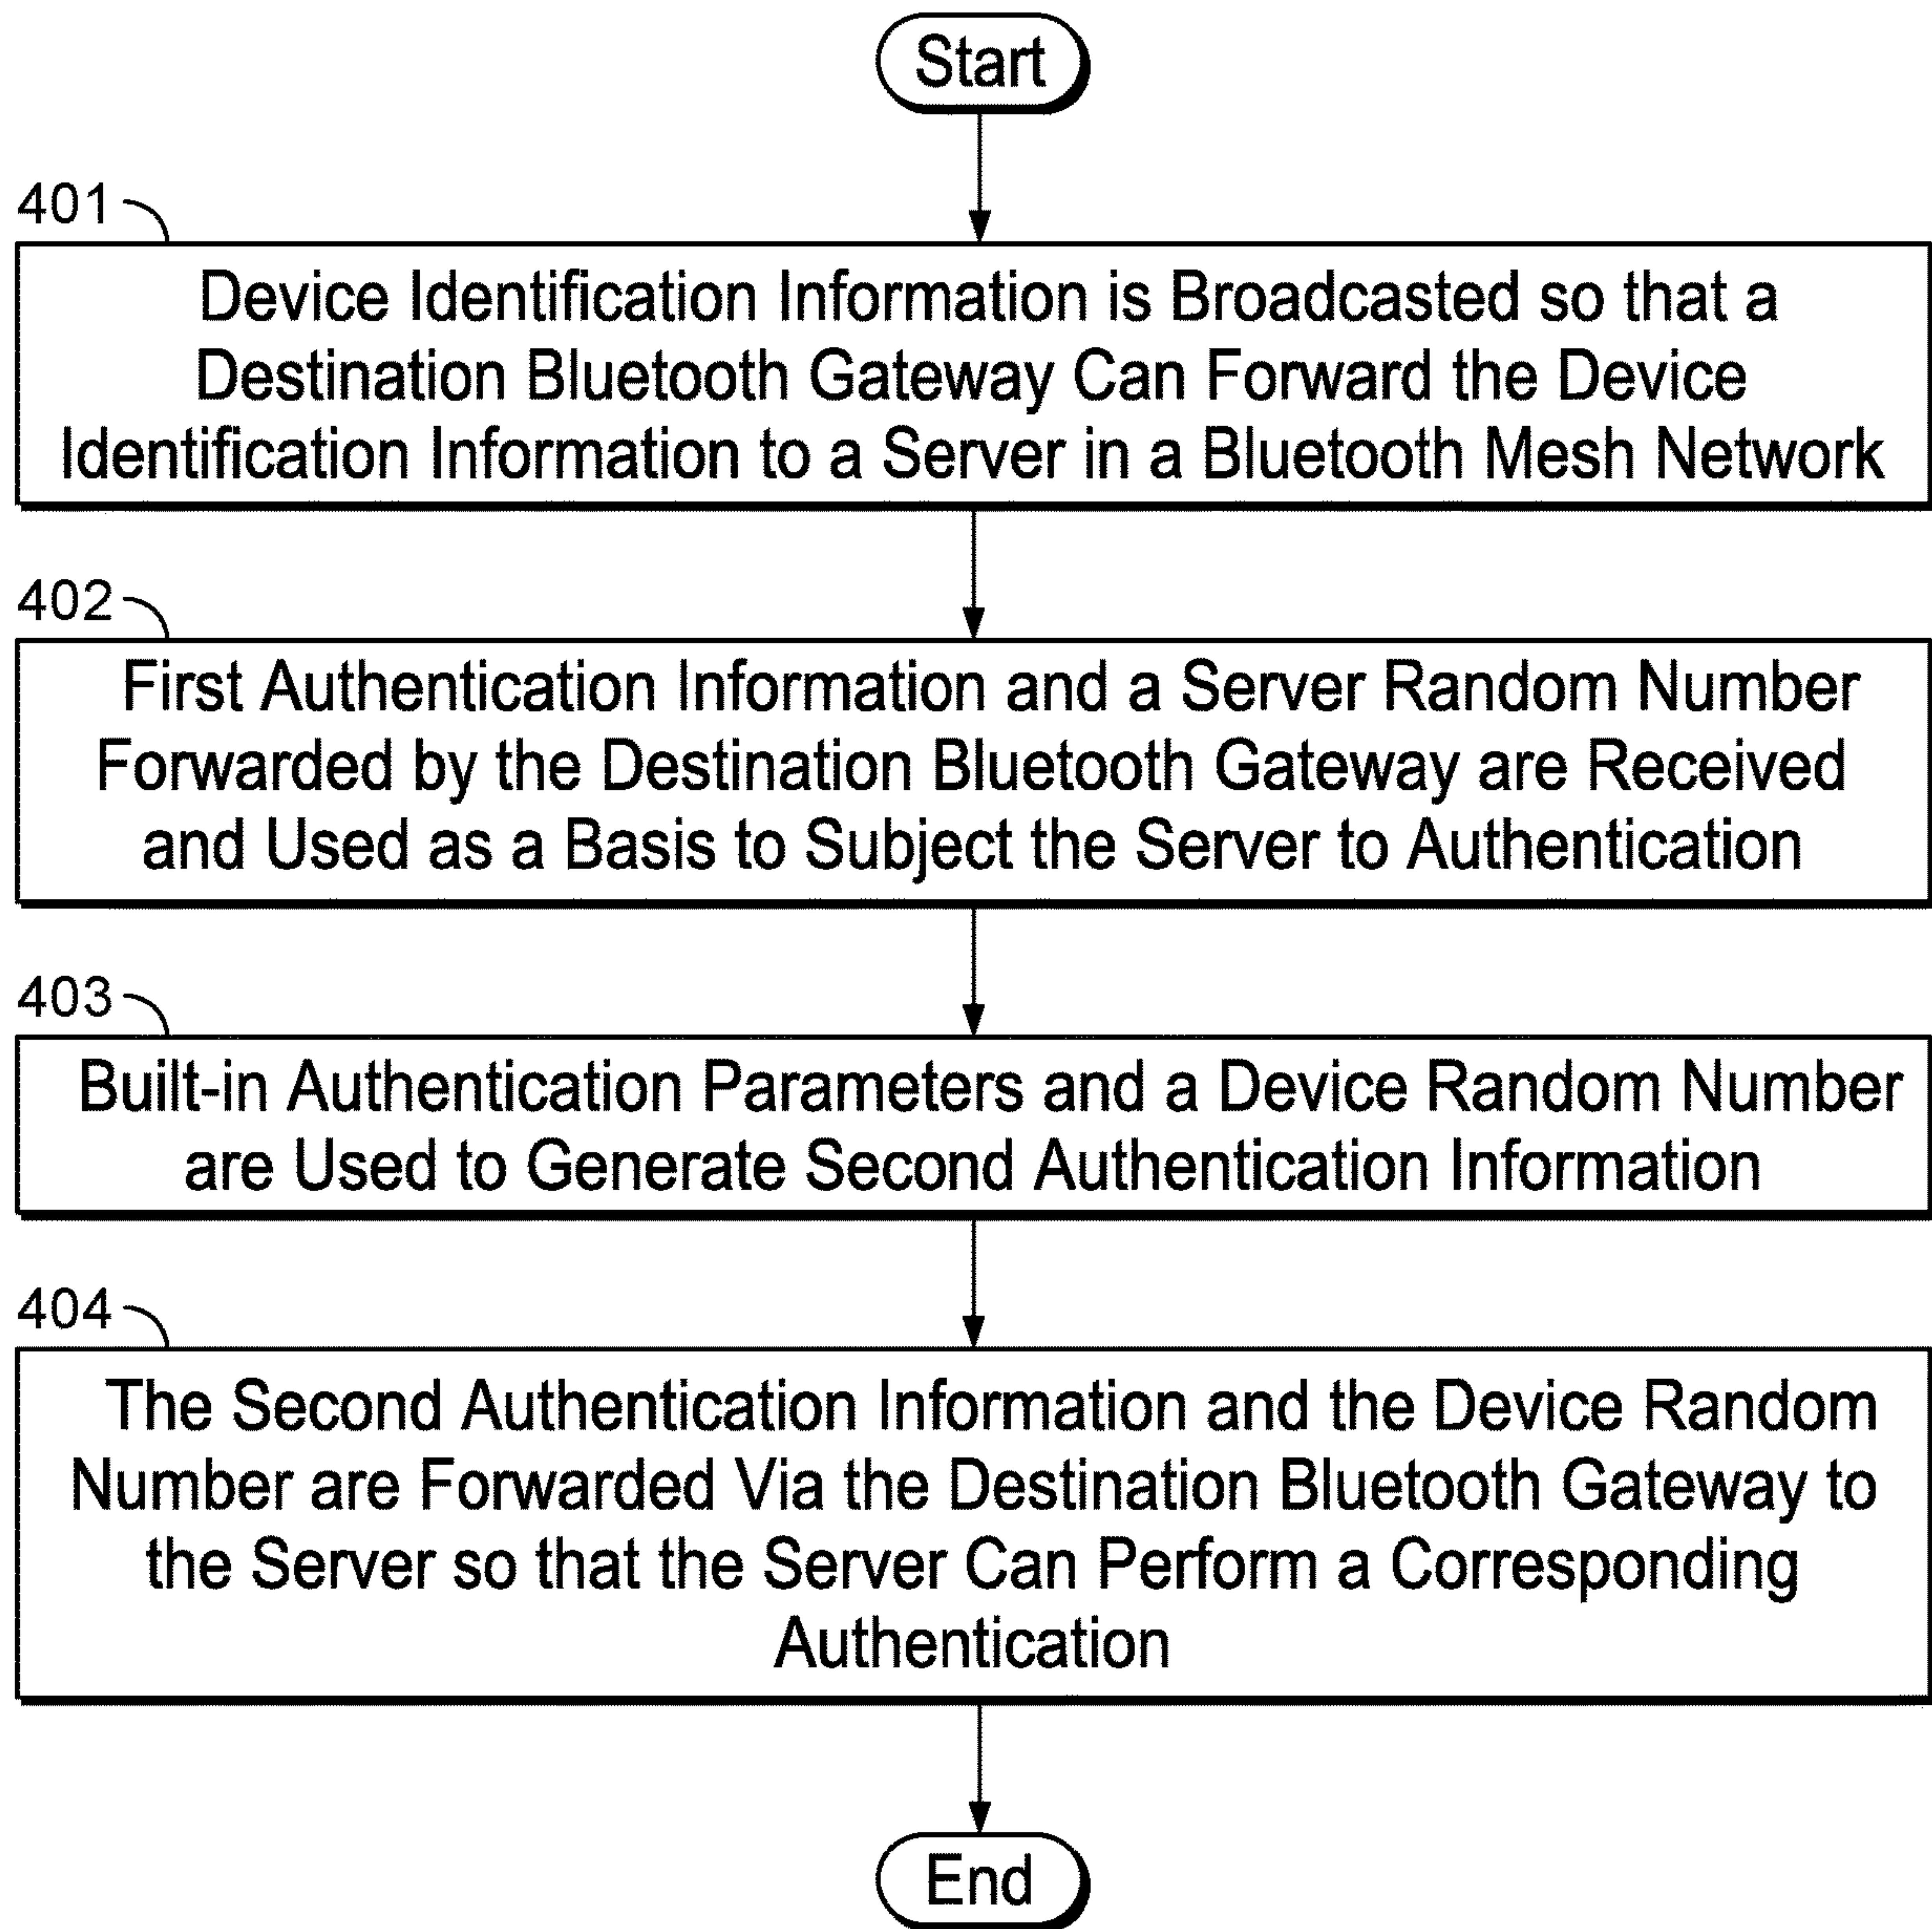 Start
401
Device Identification Information is Broadcasted so that a
Destination Bluetooth Gateway Can Forward the Device
Identification Information to a Server in a Bluetooth Mesh Network
402
First Authentication Information and a Server Random Number
Forwarded by the Destination Bluetooth Gateway are Received
and Used as a Basis to Subject the Server to Authentication
403
Built-in Authentication Parameters and a Device Random Number
are Used to Generate Second Authentication Information
404
The Second Authentication Information and the Device Random
Number are Forwarded Via the Destination Bluetooth Gateway to
the Server so that the Server Can Perform a Corresponding
Authentication
End